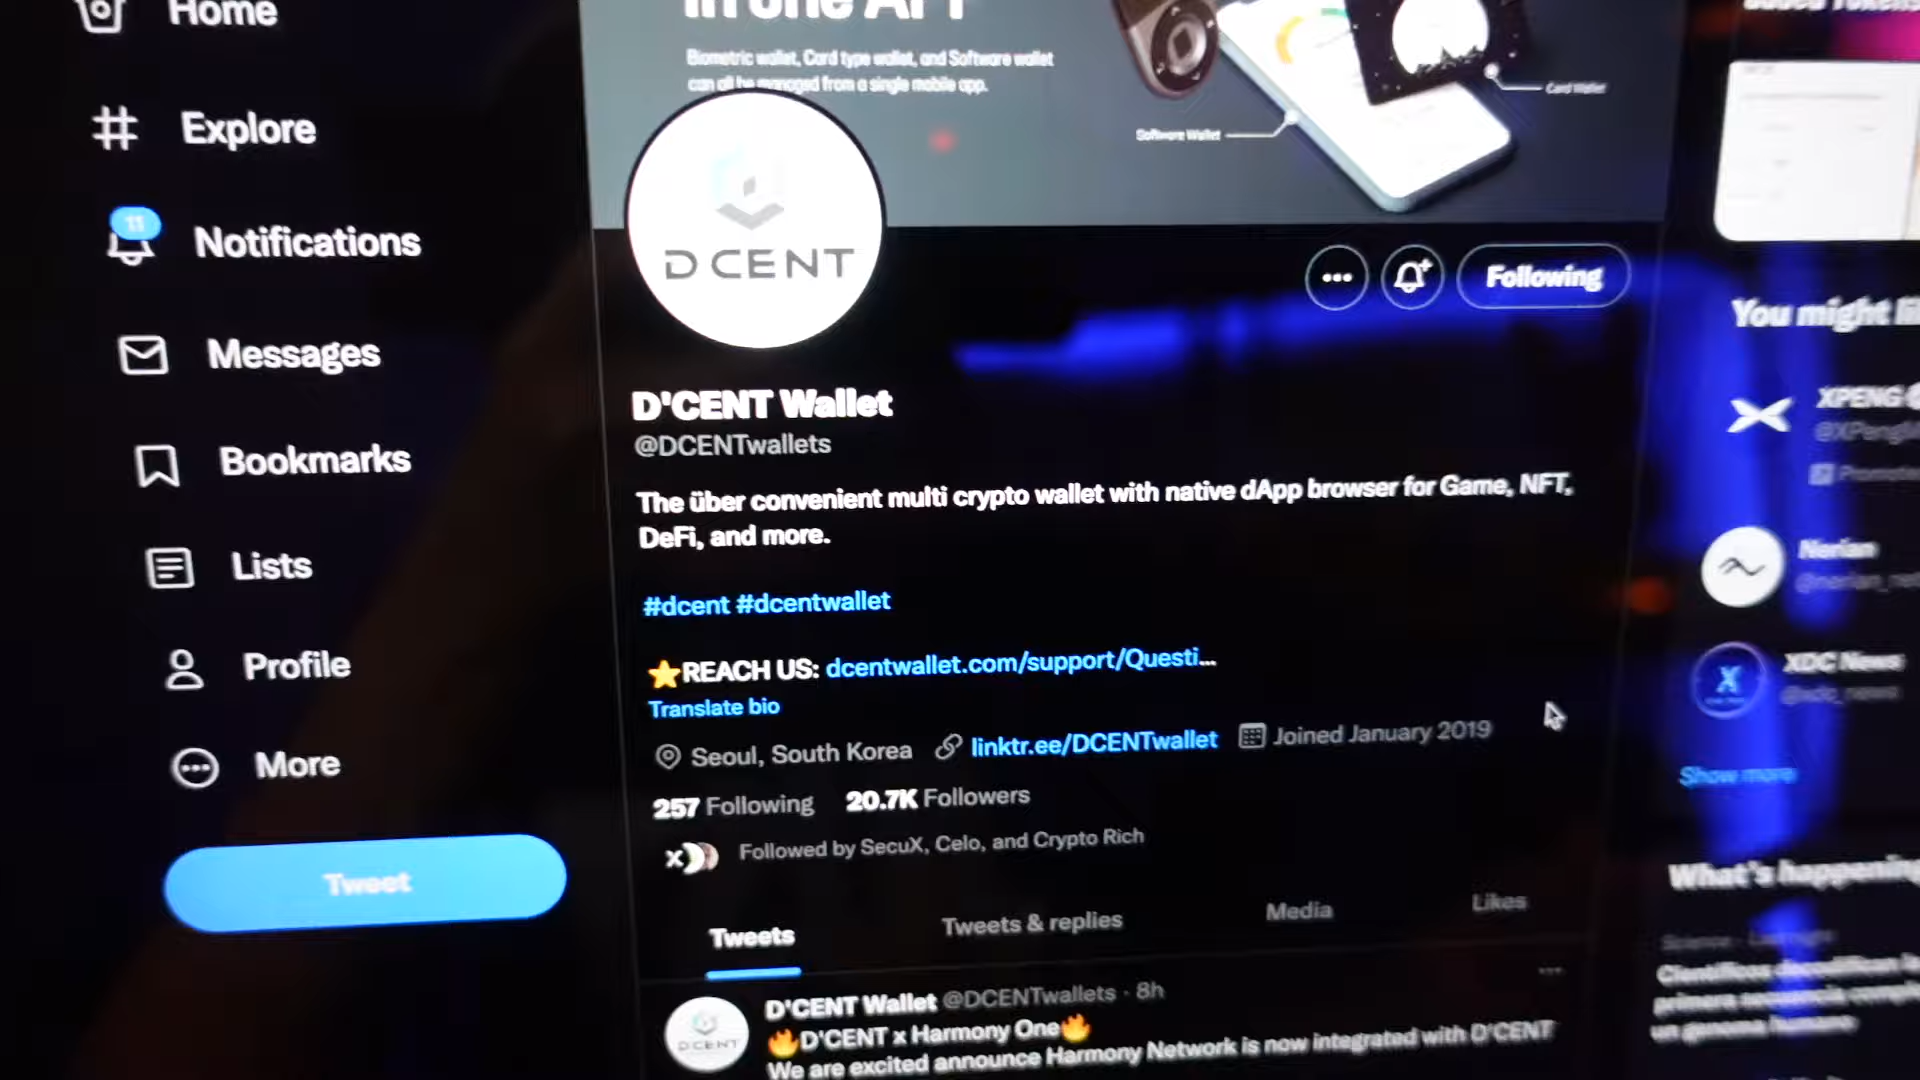 Home
Explore
11
Notifications
Messages
Bookmarks
Lists
Profile
More
Tweet
Biometric wallet, Card type wallet, and Software wallet
can all be managed from a single mobile app.
Software Wallet
Card Wallet
D CENT
Following
D'CENT Wallet
@DCENTwallets
The über convenient multi crypto wallet with native dApp browser for Game, NFT,
DeFi, and more.
#dcent #dcentwallet
⭐REACH US: dcentwallet.com/support/Questi...
Translate bio
Seoul, South Korea linktr.ee/DCENTwallet Joined January 2019
257 Following 20.7K Followers
Followed by SecuX, Celo, and Crypto Rich
Tweets Tweets & replies Media Likes
D'CENT Wallet @DCENTwallets · 8h
🔥D'CENT x Harmony One🔥
We are excited announce Harmony Network is now integrated with D'CENT
D CENT
You might li
XPENG
Nerian
XDC News
@xdc_news
Show more
What's happening